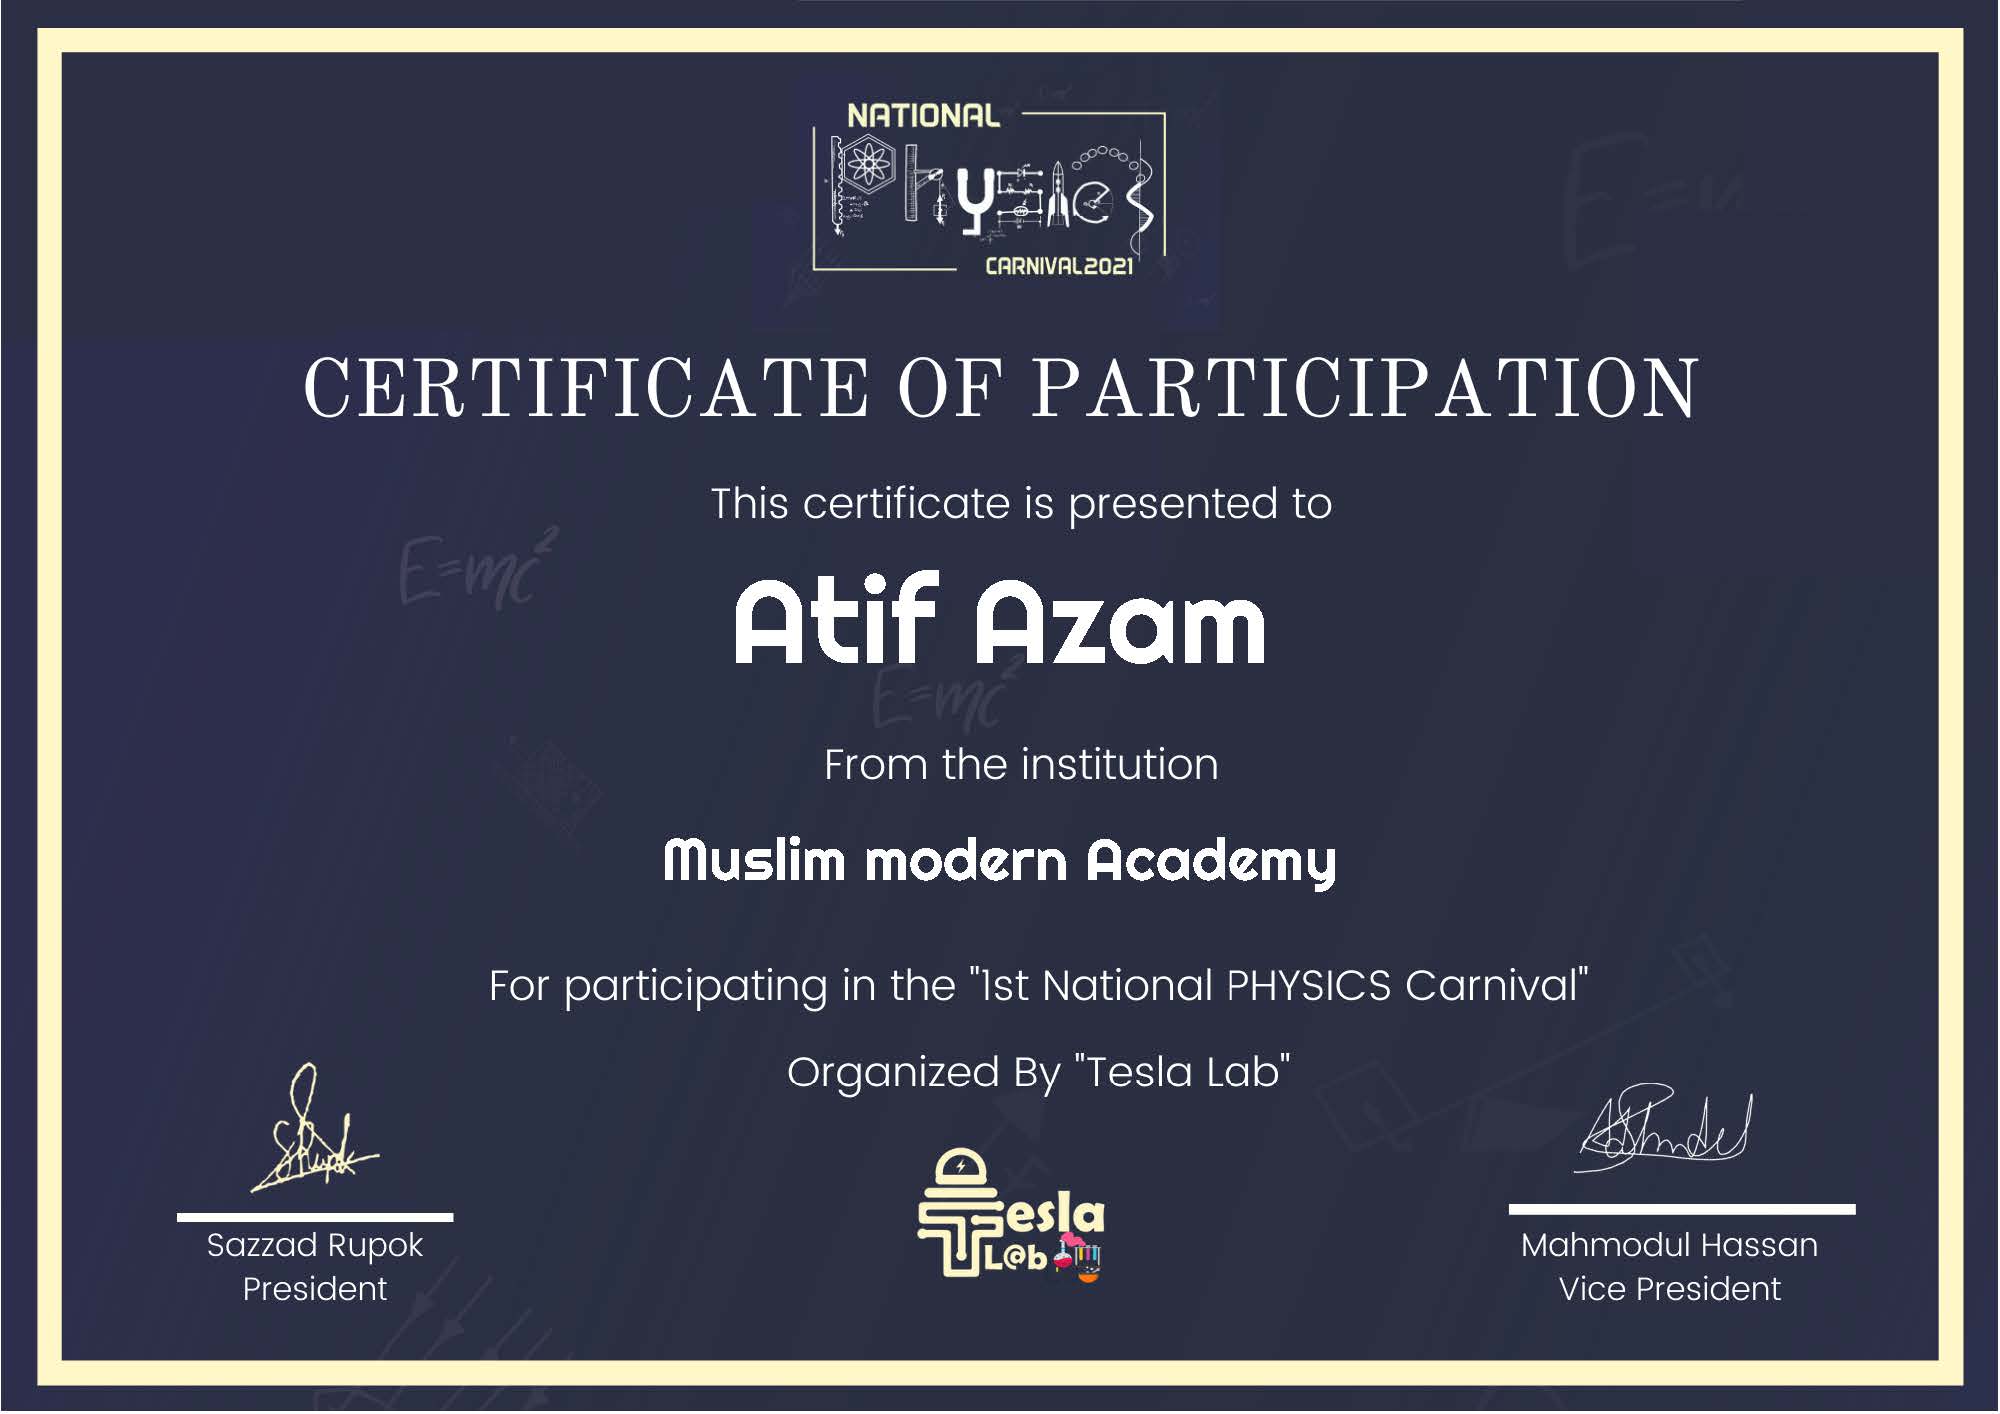 NATIONAL
Physics
CARNIVAL2021
CERTIFICATE OF PARTICIPATION
This certificate is presented to
E=mc²
Atif Azam
E=mc²
From the institution
Muslim modern Academy
For participating in the "1st National PHYSICS Carnival"
Organized By "Tesla Lab"
Tesla
L@b
Sazzad Rupok
President
Mahmodul Hassan
Vice President